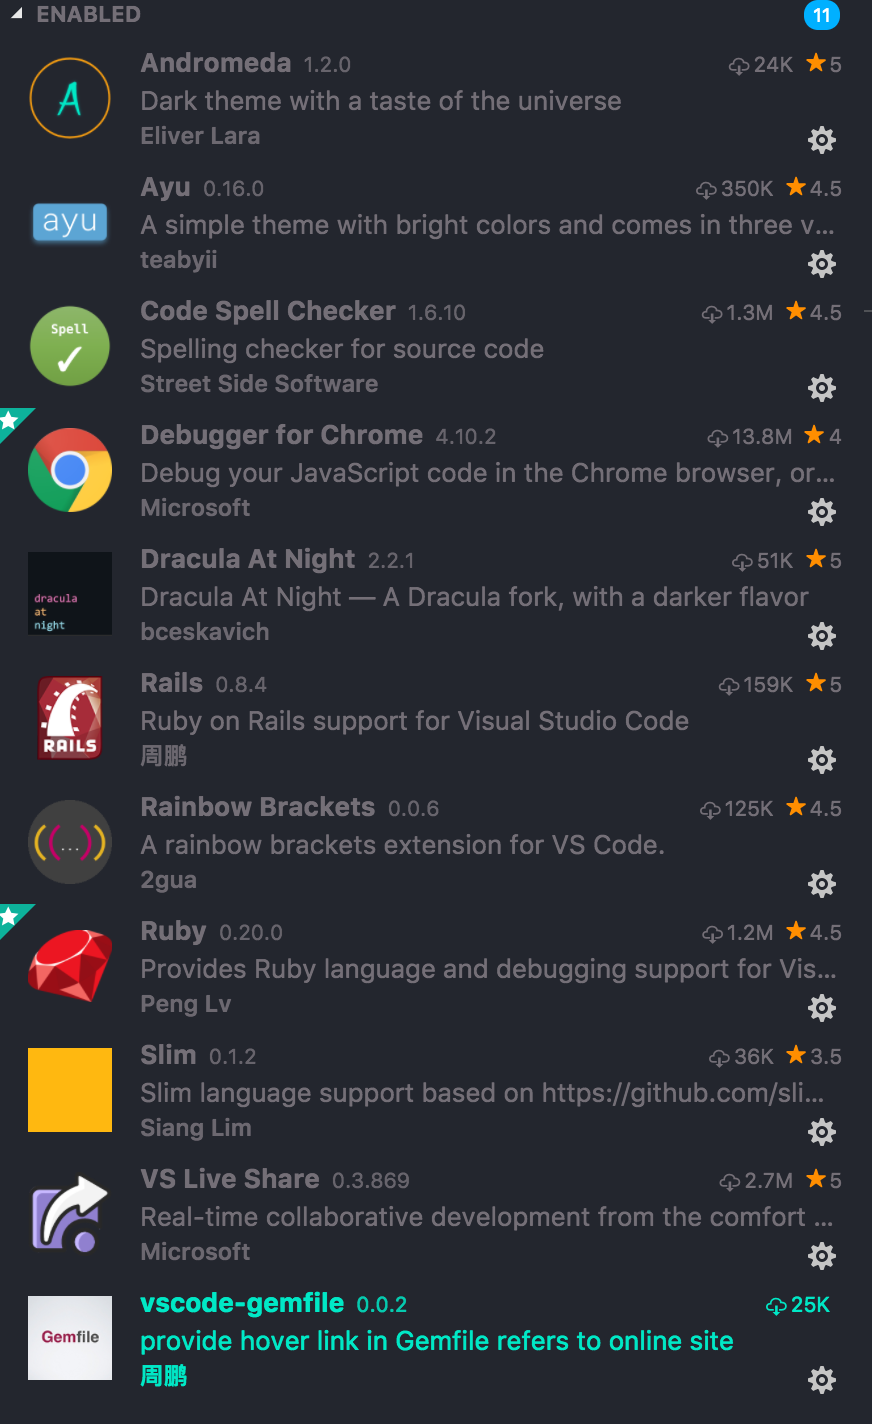 ENABLED 11
Andromeda 1.2.0 24K 5
Dark theme with a taste of the universe
Eliver Lara
ayu
Ayu 0.16.0 350K 4.5
A simple theme with bright colors and comes in three v...
teabyii
Spell
Code Spell Checker 1.6.10 1.3M 4.5
Spelling checker for source code
Street Side Software
Debugger for Chrome 4.10.2 13.8M 4
Debug your JavaScript code in the Chrome browser, or...
Microsoft
dracula
at
night
Dracula At Night 2.2.1 51K 5
Dracula At Night — A Dracula fork, with a darker flavor
bceskavich
RAILS
Rails 0.8.4 159K 5
Ruby on Rails support for Visual Studio Code
周鹏
(...)
Rainbow Brackets 0.0.6 125K 4.5
A rainbow brackets extension for VS Code.
2gua
Ruby 0.20.0 1.2M 4.5
Provides Ruby language and debugging support for Vis...
Peng Lv
Slim 0.1.2 36K 3.5
Slim language support based on https://github.com/sli...
Siang Lim
VS Live Share 0.3.869 2.7M 5
Real-time collaborative development from the comfort ...
Microsoft
Gemfile
vscode-gemfile 0.0.2 25K
provide hover link in Gemfile refers to online site
周鹏